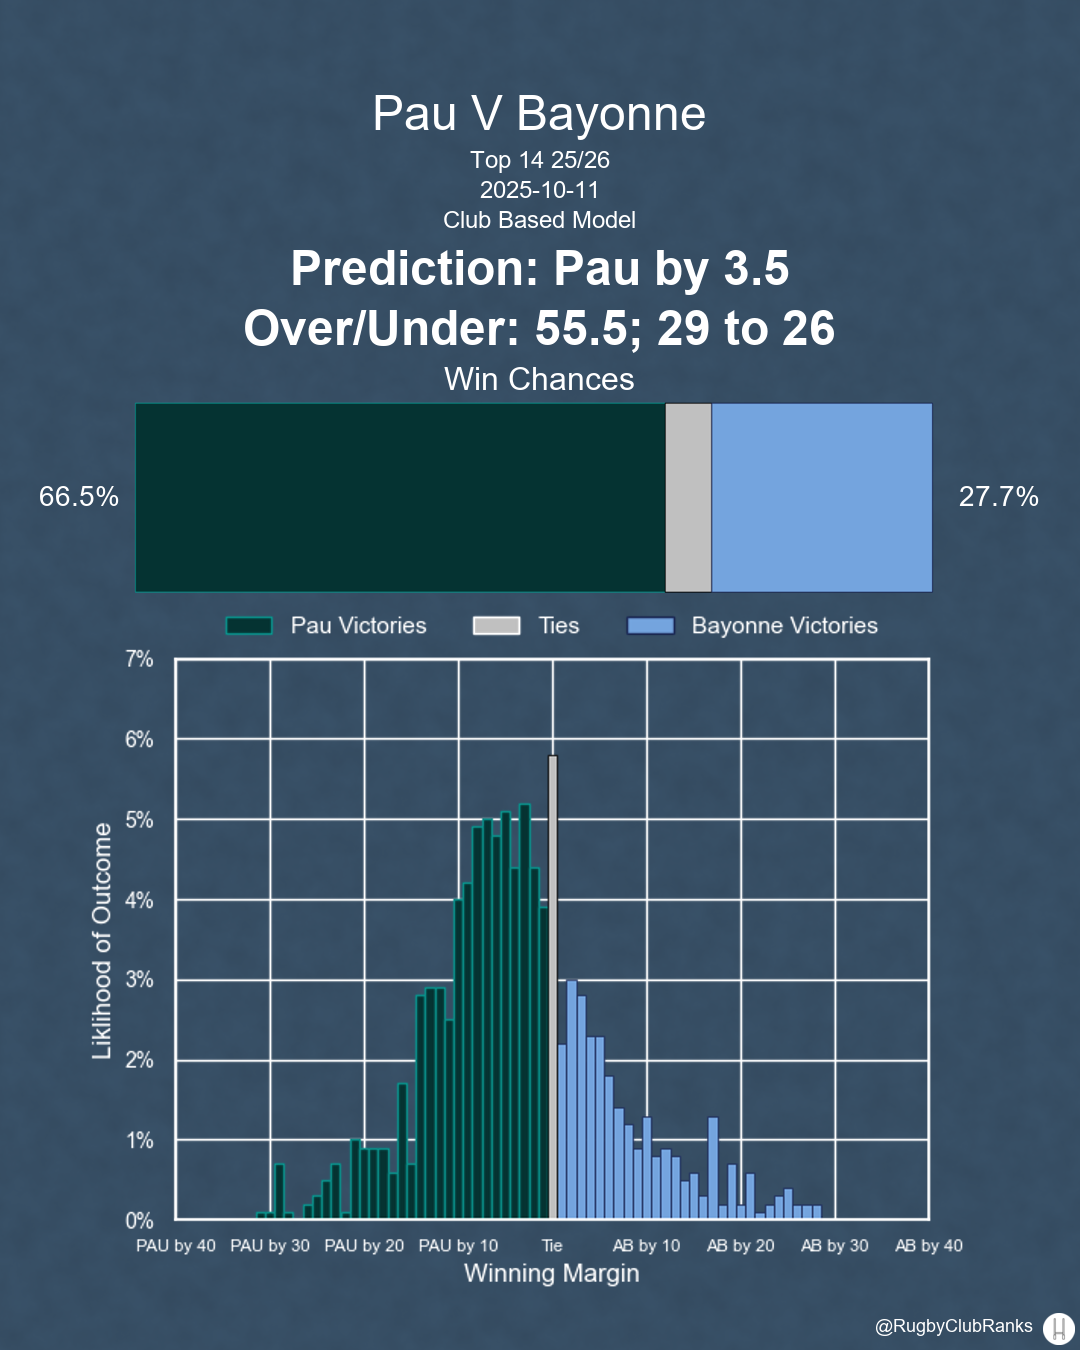 Pau V Bayonne
Top 14 25/26
2025-10-11
Club Based Model
Prediction: Pau by 3.5
Over/Under: 55.5; 29 to 26
Win Chances
66.5%
27.7%
Pau Victories
Ties
Bayonne Victories
7%
6%
5%
4%
3%
2%
1%
0%
Liklihood of Outcome
PAU by 40 PAU by 30 PAU by 20 PAU by 10 Tie AB by 10 AB by 20 AB by 30 AB by 40
Winning Margin
@RugbyClubRanks